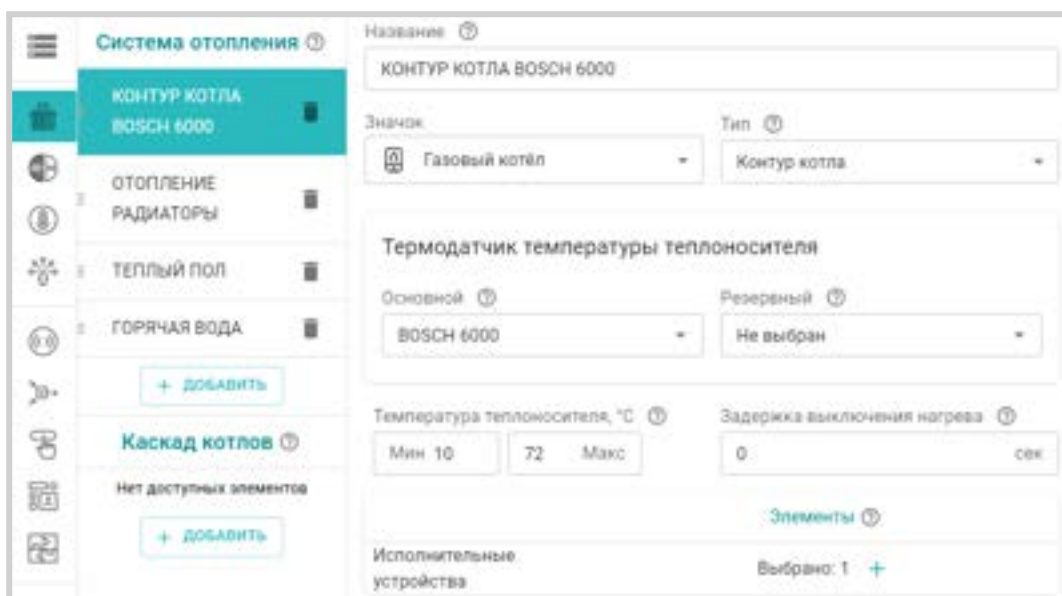 Система отопления
КОНТУР КОТЛА
BOSCH 6000
ОТОПЛЕНИЕ
РАДИАТОРЫ
ТЕПЛЫЙ ПОЛ
ГОРЯЧАЯ ВОДА
+ ДОБАВИТЬ
Каскад котлов
Нет доступных элементов
+ ДОБАВИТЬ
Название
КОНТУР КОТЛА BOSCH 6000
Значок Тип
Газовый котёл Контур котла
Термодатчик температуры теплоносителя
Основной Резервный
BOSCH 6000 Не выбран
Температура теплоносителя, °C Задержка выключения нагрева
Мин 10 72 Макс 0 сек
Элементы
Исполнительные
устройства
Выбрано: 1 +